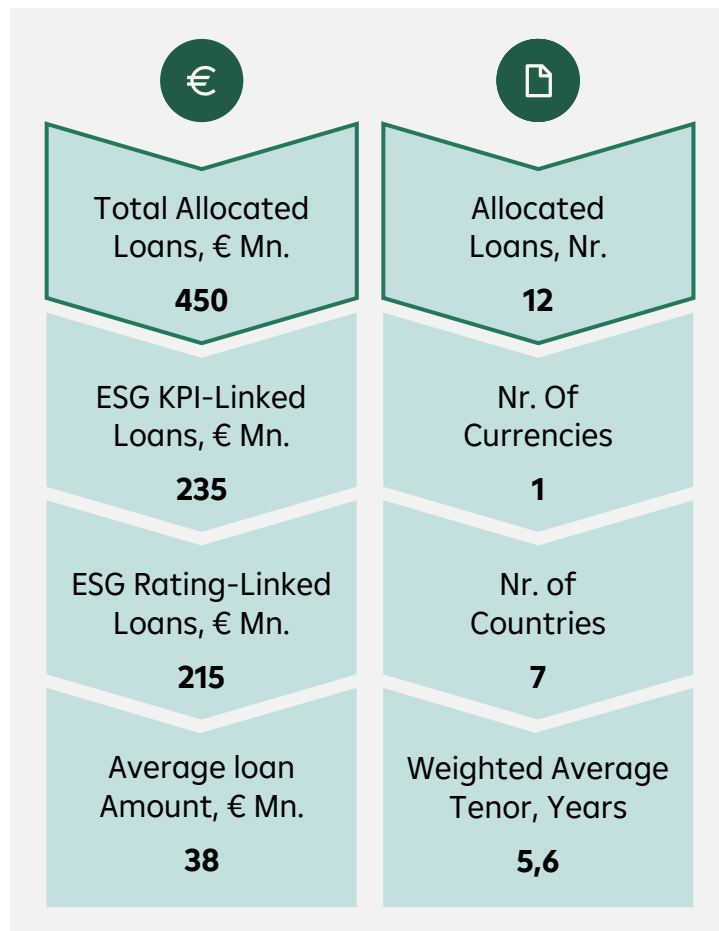 €
Total Allocated
Loans, € Mn.
450
ESG KPI-Linked
Loans, € Mn.
235
ESG Rating-Linked
Loans, € Mn.
215
Average loan
Amount, € Mn.
38
Allocated
Loans, Nr.
12
Nr. Of
Currencies
1
Nr. of
Countries
7
Weighted Average
Tenor, Years
5,6